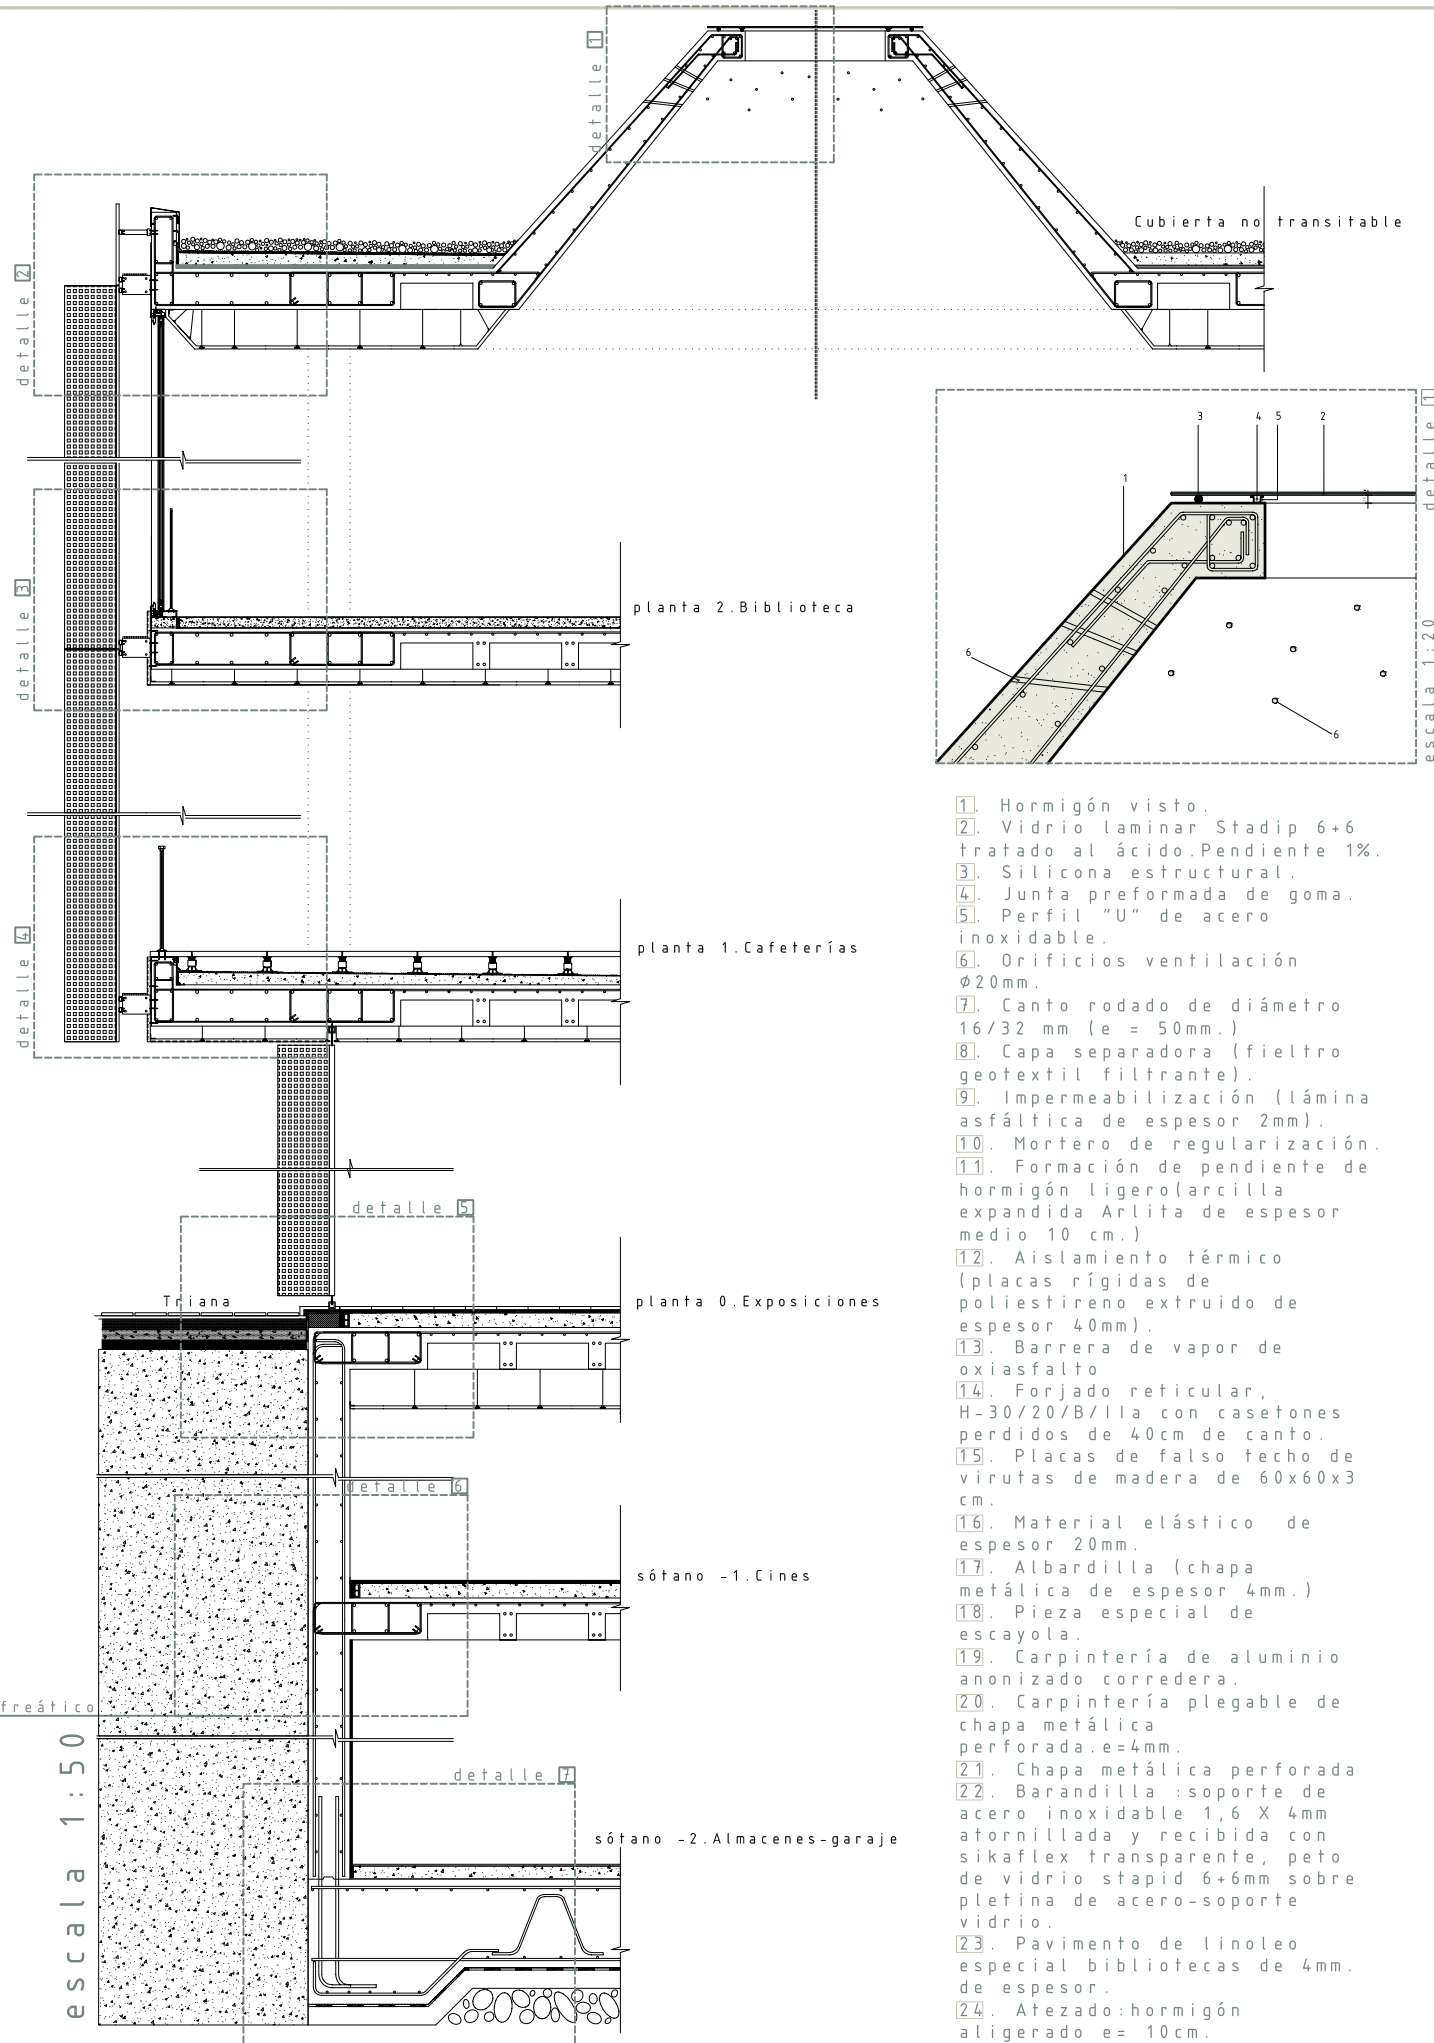 detalle 1
Cubierta no transitable
detalle 2
detalle 1
escala 1:20
3
4
5
2
1
6
6
detalle 3
planta 2.Biblioteca
detalle 4
planta 1.Cafeterías
detalle 5
Triana
planta 0.Exposiciones
detalle 6
sótano -1.Cines
freático
detalle 7
sótano -2.Almacenes-garaje
escala 1:50
1. Hormigón visto.
2. Vidrio laminar Stadip 6+6
tratado al ácido.Pendiente 1%.
3. Silicona estructural.
4. Junta preformada de goma.
5. Perfil "U" de acero
inoxidable.
6. Orificios ventilación
ø20mm.
7. Canto rodado de diámetro
16/32 mm (e = 50mm.)
8. Capa separadora (fieltro
geotextil filtrante).
9. Impermeabilización (lámina
asfáltica de espesor 2mm).
10. Mortero de regularización.
11. Formación de pendiente de
hormigón ligero(arcilla
expandida Arlita de espesor
medio 10 cm.)
12. Aislamiento térmico
(placas rígidas de
poliestireno extruido de
espesor 40mm).
13. Barrera de vapor de
oxiasfalto
14. Forjado reticular,
H-30/20/B/IIa con casetones
perdidos de 40cm de canto.
15. Placas de falso techo de
virutas de madera de 60x60x3
cm.
16. Material elástico de
espesor 20mm.
17. Albardilla (chapa
metálica de espesor 4mm.)
18. Pieza especial de
escayola.
19. Carpintería de aluminio
anonizado corredera.
20. Carpintería plegable de
chapa metálica
perforada.e=4mm.
21. Chapa metálica perforada
22. Barandilla :soporte de
acero inoxidable 1,6 X 4mm
atornillada y recibida con
sikaflex transparente, peto
de vidrio stapid 6+6mm sobre
pletina de acero-soporte
vidrio.
23. Pavimento de linoleo
especial bibliotecas de 4mm.
de espesor.
24. Atezado:hormigón
aligerado e= 10cm.